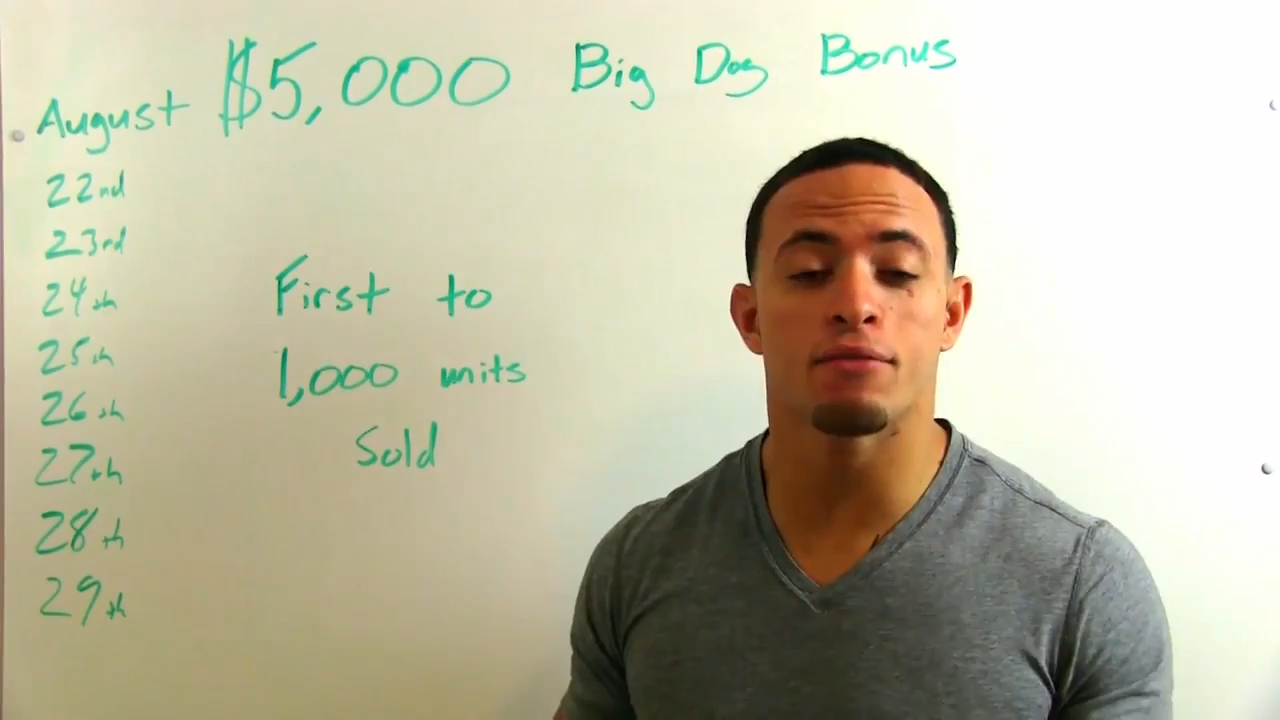 $5,000 Big Dog Bonus
August
22nd
23rd
24th
25th
26th
27th
28th
29th
First to
1,000 units
Sold